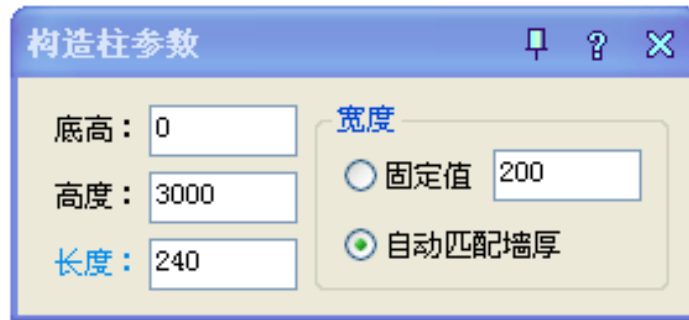 构造柱参数
底高： 0
高度： 3000
长度： 240
宽度
固定值 200
自动匹配墙厚